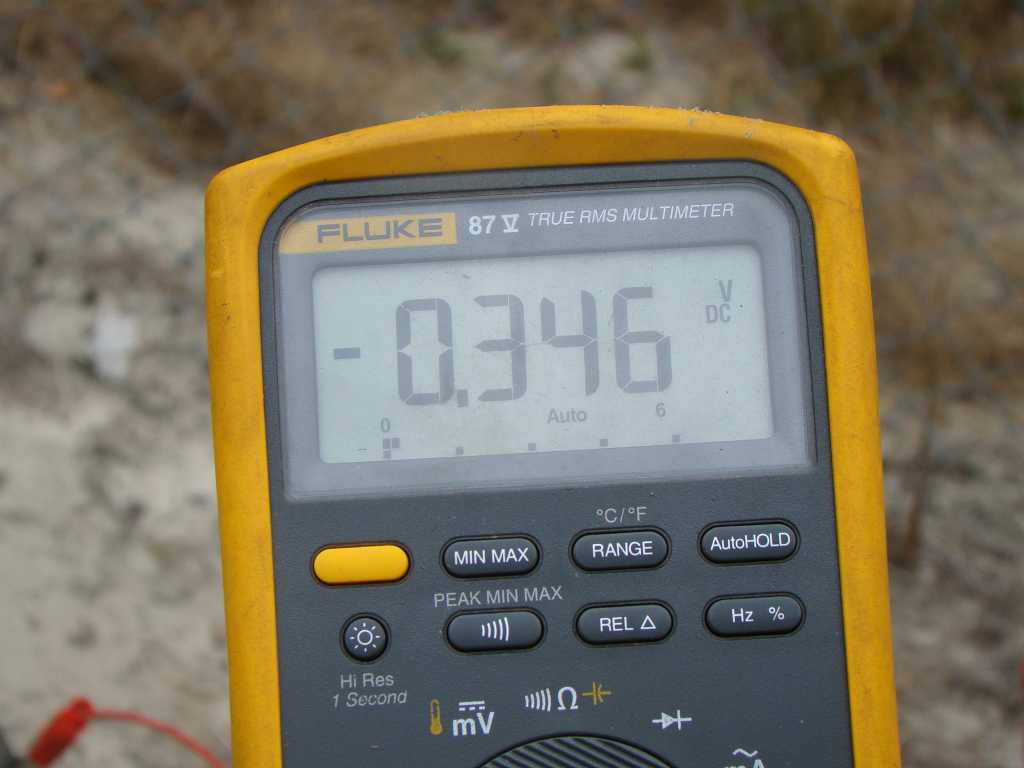 FLUKE 87 V TRUE RMS MULTIMETER
-0.346 V DC
0 Auto 6
°C/°F
MIN MAX RANGE AutoHOLD
PEAK MIN MAX
REL Δ Hz %
Hi Res
1 Second
mV Ω